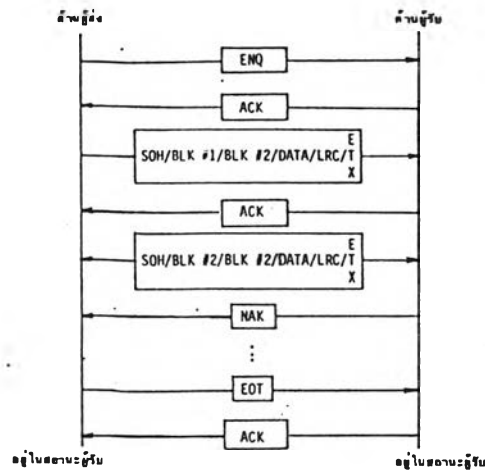 ด้านผู้ส่ง
ด้านผู้รับ
ENQ
ACK
SOH/BLK #1/BLK #2/DATA/LRC/ETX
ACK
SOH/BLK #2/BLK #2/DATA/LRC/ETX
NAK
⋮
EOT
ACK
อยู่ในสถานะผู้รับ
อยู่ในสถานะผู้รับ